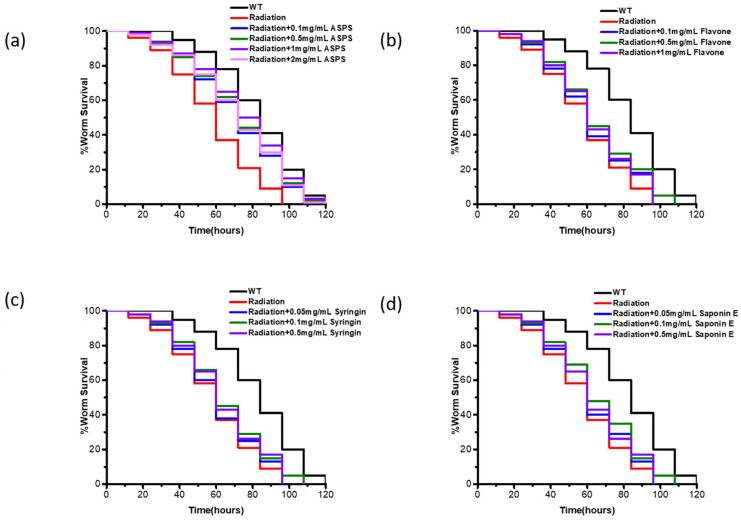 (a)
WT
Radiation
Radiation+0.1mg/mL ASPS
Radiation+0.5mg/mL ASPS
Radiation+1mg/mL ASPS
Radiation+2mg/mL ASPS
%Worm Survival
100
80
60
40
20
0
0 20 40 60 80 100 120
Time(hours)
(b)
WT
Radiation
Radiation+0.1mg/mL Flavone
Radiation+0.5mg/mL Flavone
Radiation+1mg/mL Flavone
%Worm Survival
100
80
60
40
20
0
0 20 40 60 80 100 120
Time(hours)
(c)
WT
Radiation
Radiation+0.05mg/mL Syringin
Radiation+0.1mg/mL Syringin
Radiation+0.5mg/mL Syringin
%Worm Survival
100
80
60
40
20
0
0 20 40 60 80 100 120
Time(hours)
(d)
WT
Radiation
Radiation+0.05mg/mL Saponin E
Radiation+0.1mg/mL Saponin E
Radiation+0.5mg/mL Saponin E
%Worm Survival
100
80
60
40
20
0
0 20 40 60 80 100 120
Time(hours)